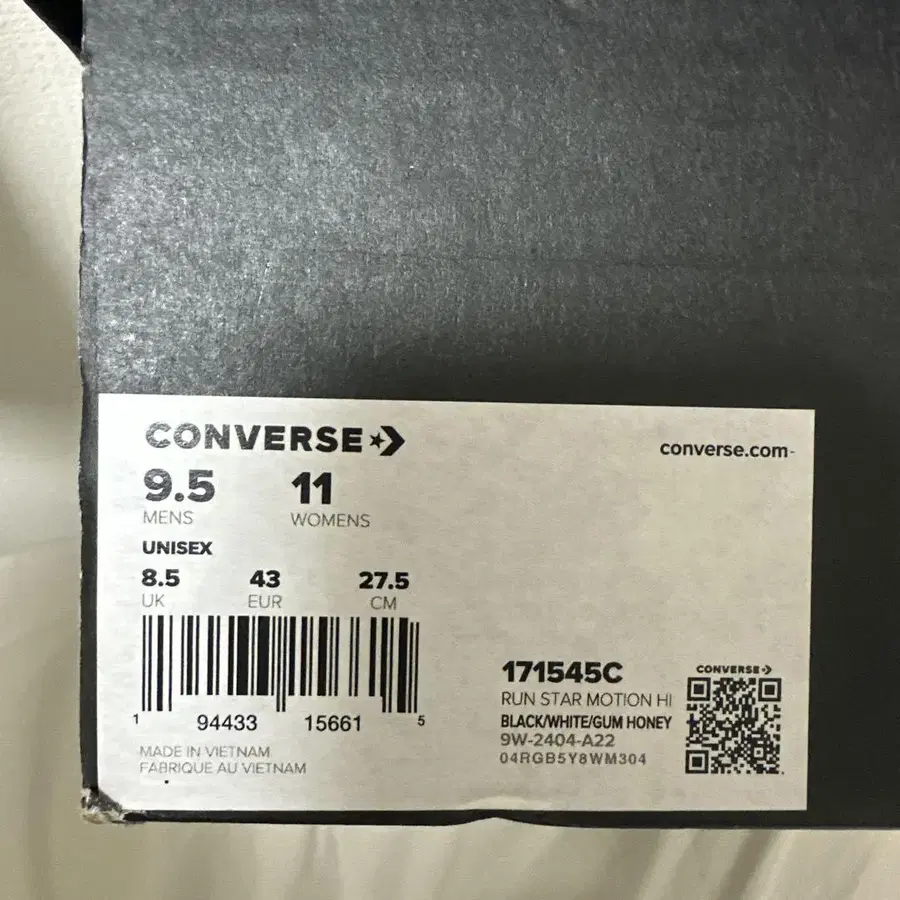 CONVERSE
converse.com-
9.5 11
MENS WOMENS
UNISEX
8.5 43 27.5
UK EUR CM
1 94433 15661 5
MADE IN VIETNAM
FABRIQUE AU VIETNAM
171545C
RUN STAR MOTION HI
BLACK/WHITE/GUM HONEY
9W-2404-A22
04RGB5Y8WM304
CONVERSE